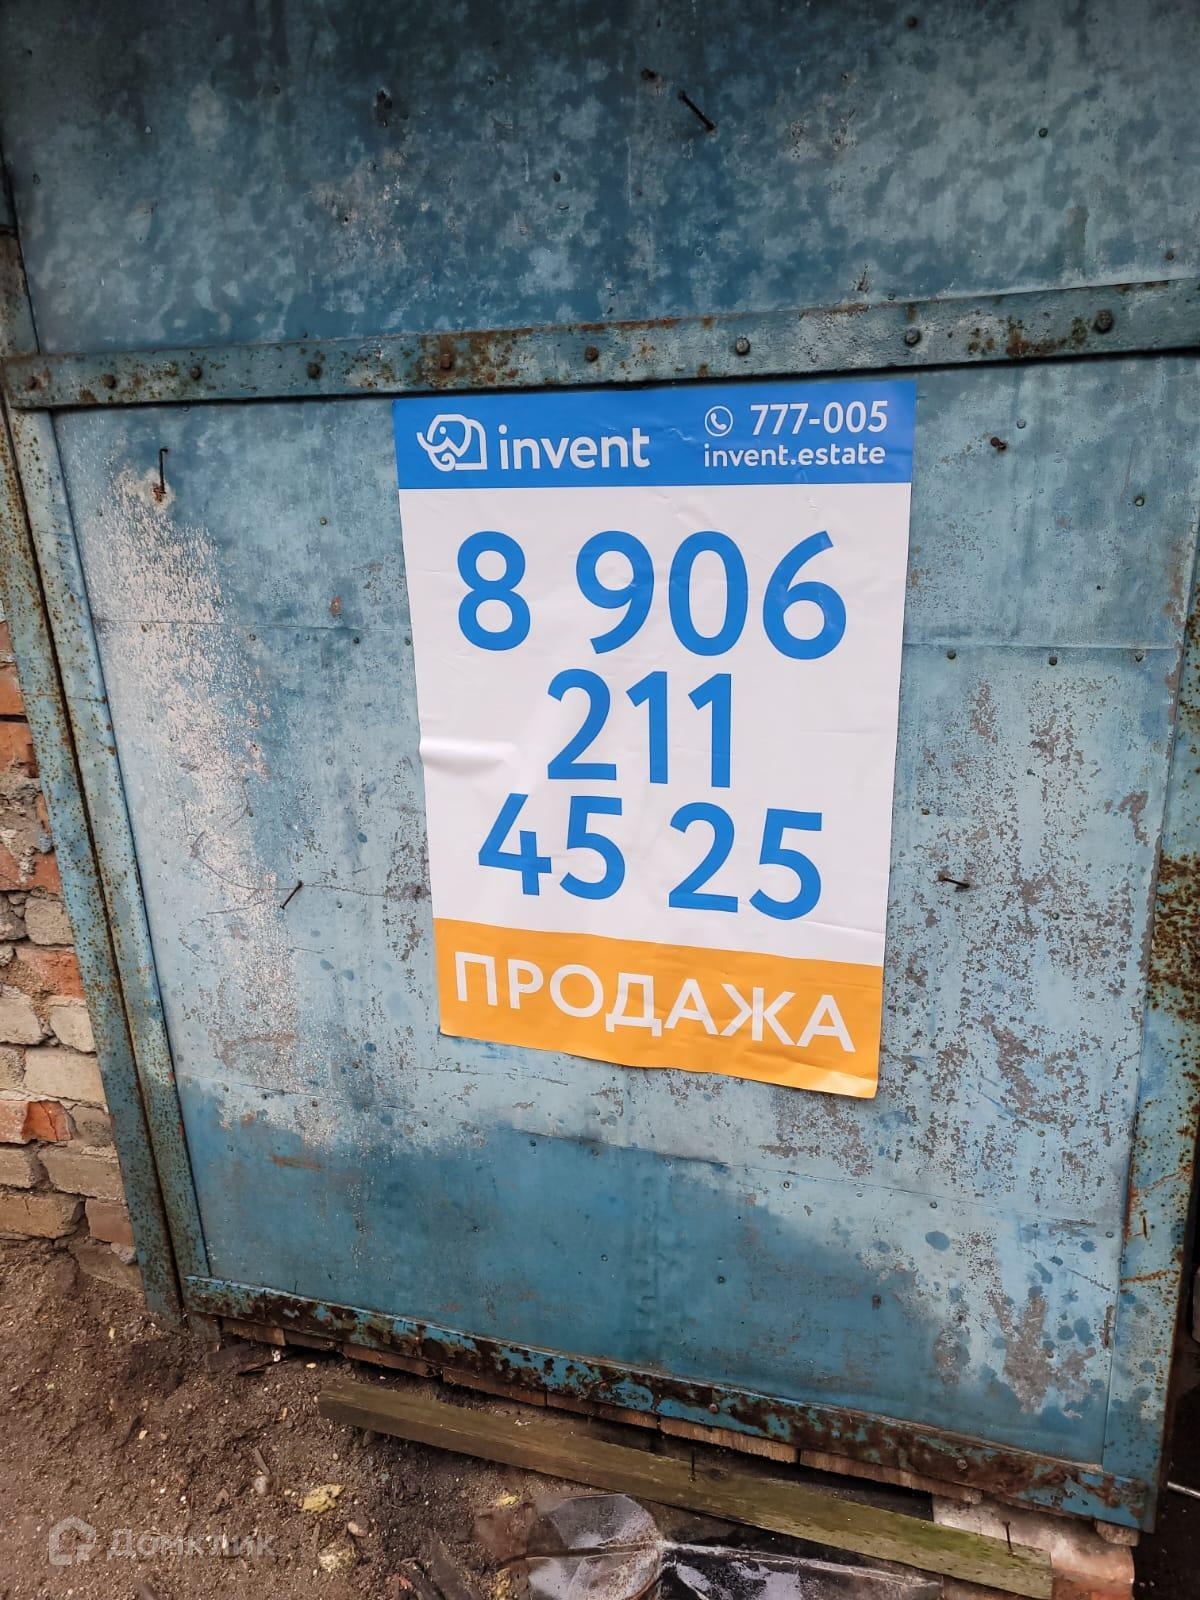 invent
777-005
invent.estate
8 906
211
45 25
ПРОДАЖА
Домклик